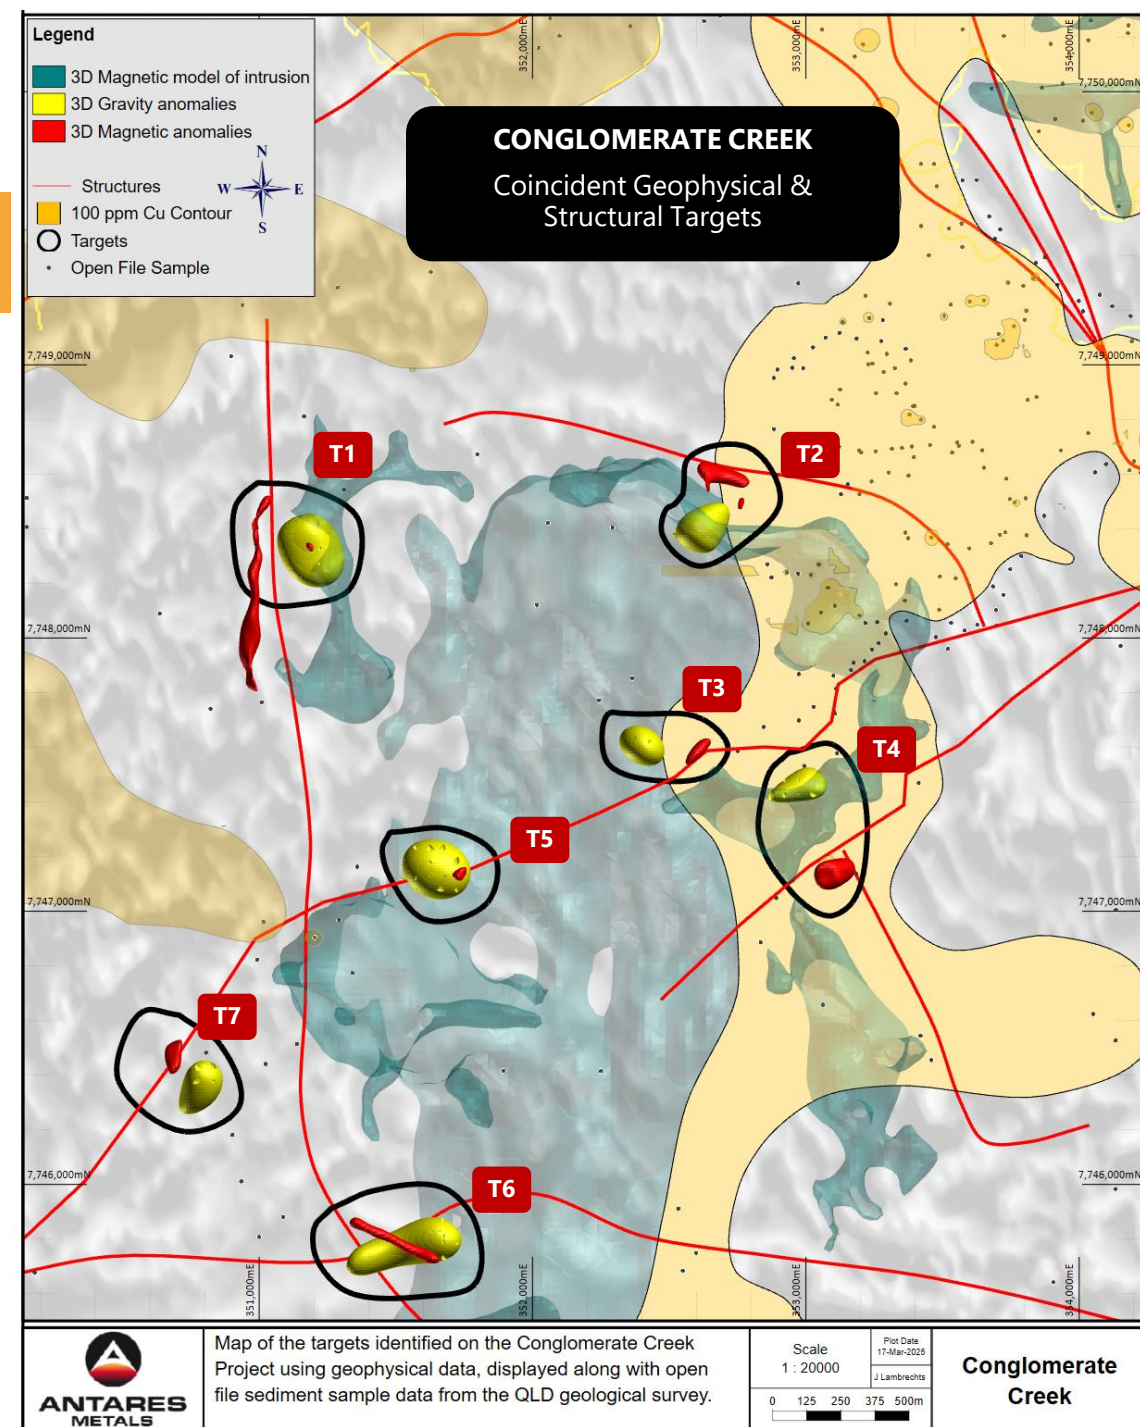 Legend
3D Magnetic model of intrusion
3D Gravity anomalies
3D Magnetic anomalies
Structures
100 ppm Cu Contour
Targets
Open File Sample
N
W E
S
CONGLOMERATE CREEK
Coincident Geophysical &
Structural Targets
352,000mE
353,000mE
354,000mE
7,750,000mN
7,749,000mN
7,749,000mN
T1
T2
7,748,000mN
7,748,000mN
T3
T4
T5
7,747,000mN
7,747,000mN
T7
7,746,000mN
7,746,000mN
T6
351,000mE
352,000mE
353,000mE
354,000mE
ANTARES
METALS
Map of the targets identified on the Conglomerate Creek
Project using geophysical data, displayed along with open
file sediment sample data from the QLD geological survey.
Scale
1 : 20000
Plot Date
17-Mar-2025
J Lambrechts
0 125 250 375 500m
Conglomerate
Creek